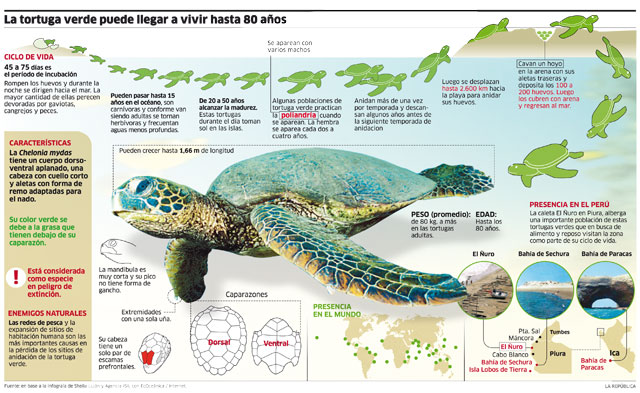 La tortuga verde puede llegar a vivir hasta 80 años
CICLO DE VIDA
45 a 75 días es
el período de incubación
Rompen los huevos y durante la
noche se dirigen hacia el mar. La
mayor cantidad de ellas perecen
devoradas por gaviotas,
cangrejos y peces.
Pueden pasar hasta 15
años en el océano, son
carnívoras y conforme van
siendo adultas se tornan
herbívoras y frecuentan
aguas menos profundas.
De 20 a 50 años
alcanzan la madurez.
Estas tortugas
durante el día toman
sol en las islas.
Se aparean con
varios machos
Algunas poblaciones de
tortuga verde practican
la poliandria cuando
se aparean. La hembra
se aparea cada dos a
cuatro años.
Anidan más de una vez
por temporada y descan-
san algunos años antes
de la siguiente temporada
de anidación
Luego se desplazan
hasta 2.600 km hacia
la playa para anidar
sus huevos.
Cavan un hoyo
en la arena con sus
aletas traseras y
deposita los 100 a
200 huevos. Luego
los cubren con arena
y regresan al mar.
CARACTERÍSTICAS
La Chelonia mydas
tiene un cuerpo dorso-
ventral aplanado, una
cabeza con cuello corto
y aletas con forma de
remo adaptadas para
el nado.
Su color verde se
debe a la grasa que
tienen debajo de su
caparazón.
Está considerada
como especie
en peligro de
extinción.
ENEMIGOS NATURALES
Las redes de pesca y la
expansión de sitios de
habitación humana son las
más importantes causas en
la pérdida de los sitios
de anidación de la tortuga
verde.
Pueden crecer hasta 1,66 m de longitud
La mandíbula es
muy corta y su pico
no tiene forma de
gancho.
Extremidades
con una sola uña.
Su cabeza
tiene un
solo par de
escamas
prefrontales.
Caparazones
Dorsal
Ventral
PESO (promedio):
de 80 kg. a más
en las tortugas
adultas.
EDAD:
Hasta los
80 años.
PRESENCIA
EN EL MUNDO
PRESENCIA EN EL PERÚ
La caleta El Ñuro en Piura, alberga
una importante población de estas
tortugas verdes que en busca de
alimento y reposo visitan la zona
como parte de su ciclo de vida.
El Ñuro
Bahía de Sechura
Bahía de Paracas
Pta. Sal
Máncora
El Ñuro
Cabo Blanco
Bahía de Sechura
Isla Lobos de Tierra
Tumbes
Piura
Bahía de
Paracas
Ica
Fuente: en base a la infografía de
LA REPÚBLICA